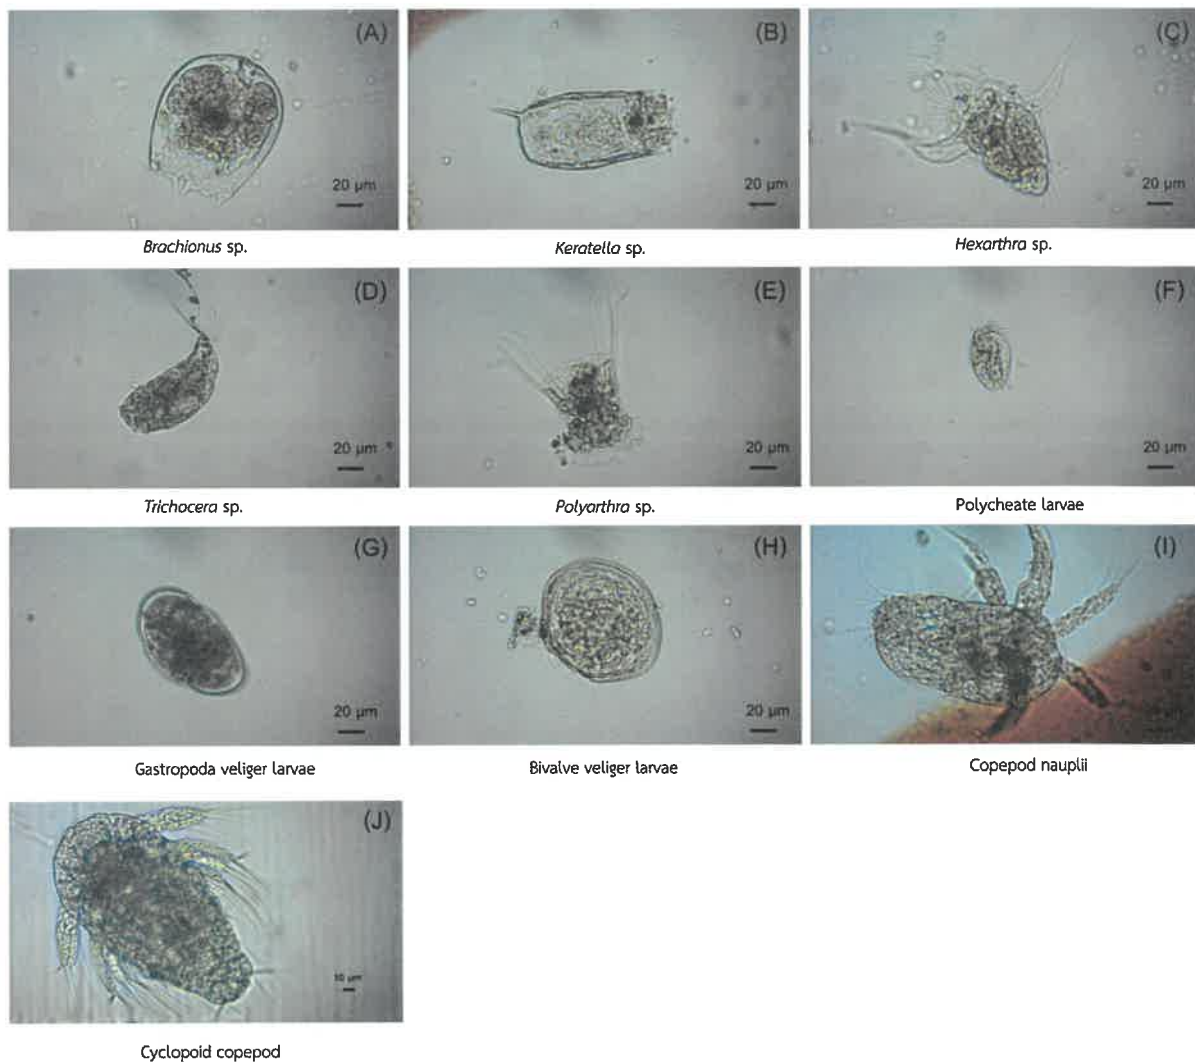 (A)
20 µm
Brachionus sp.
(B)
20 µm
Keratella sp.
(C)
20 µm
Hexarthra sp.
(D)
20 µm
Trichocera sp.
(E)
20 µm
Polyarthra sp.
(F)
20 µm
Polycheate larvae
(G)
20 µm
Gastropoda veliger larvae
(H)
20 µm
Bivalve veliger larvae
(I)
Copepod nauplii
(J)
10 µm
Cyclopoid copepod